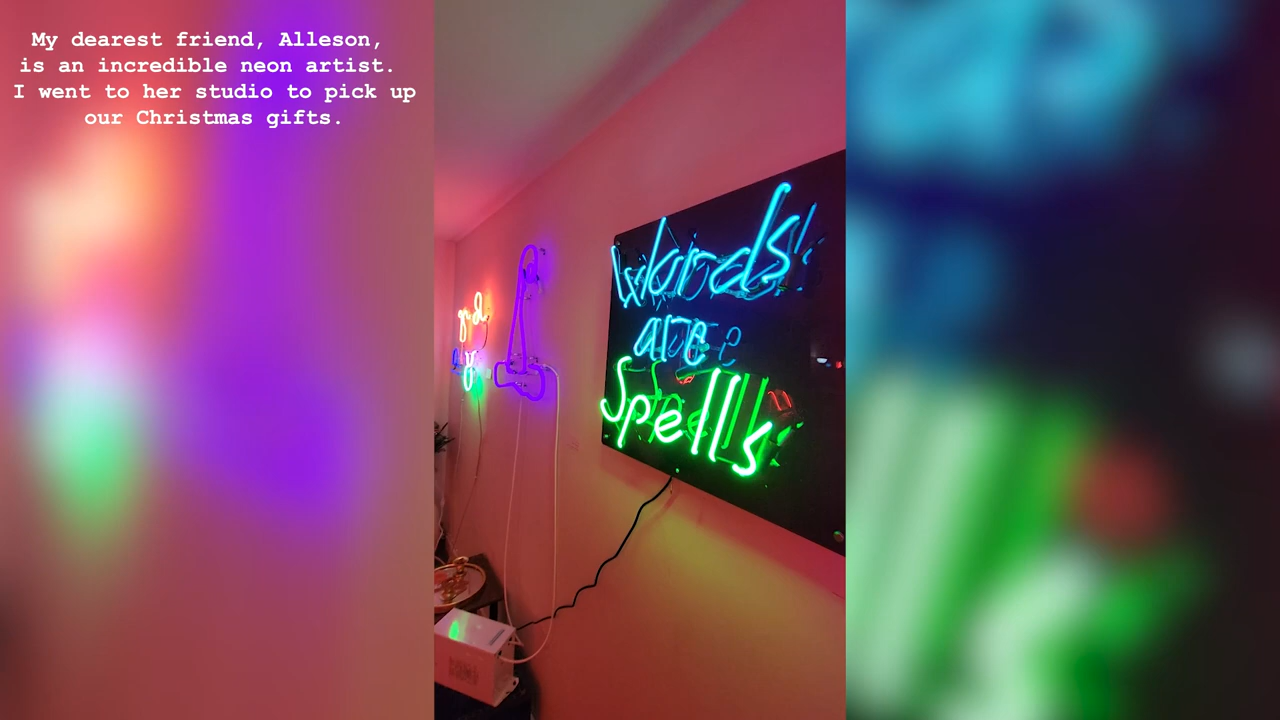 My dearest friend, Alleson,
is an incredible neon artist.
I went to her studio to pick up
our Christmas gifts.
Words
are
Spells